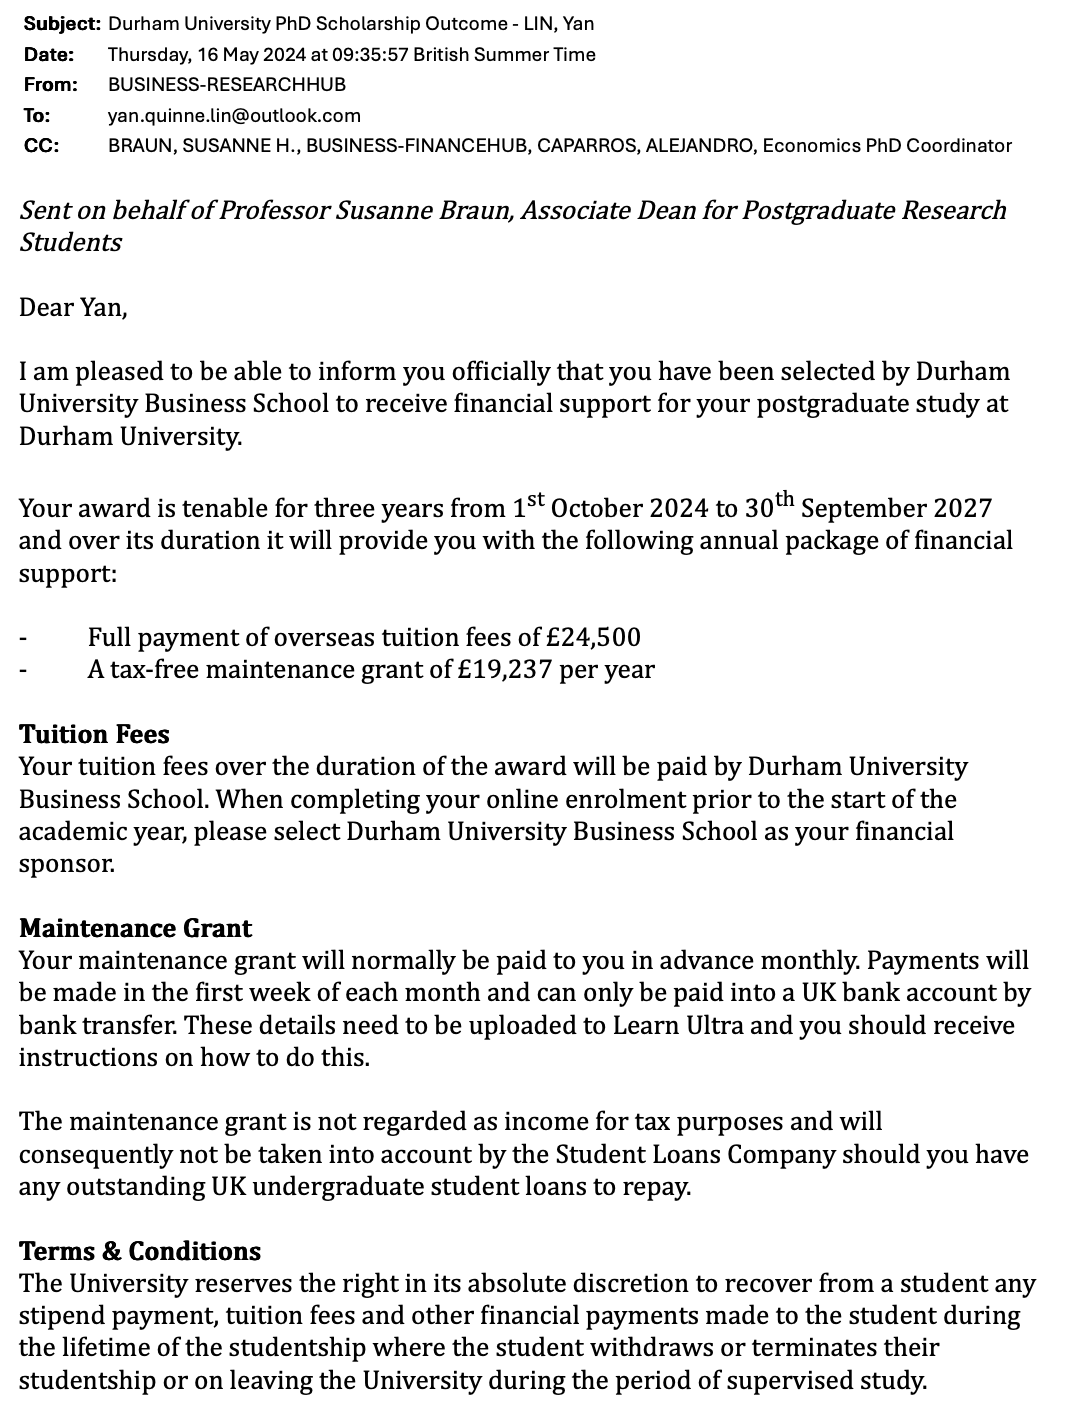 Subject: Durham University PhD Scholarship Outcome - LIN, Yan
Date: Thursday, 16 May 2024 at 09:35:57 British Summer Time
From: BUSINESS-RESEARCHHUB
To: yan.quinne.lin@outlook.com
CC: BRAUN, SUSANNE H., BUSINESS-FINANCEHUB, CAPARROS, ALEJANDRO, Economics PhD Coordinator
Sent on behalf of Professor Susanne Braun, Associate Dean for Postgraduate Research
Students
Dear Yan,
I am pleased to be able to inform you officially that you have been selected by Durham
University Business School to receive financial support for your postgraduate study at
Durham University.
Your award is tenable for three years from 1st October 2024 to 30th September 2027
and over its duration it will provide you with the following annual package of financial
support:
- Full payment of overseas tuition fees of £24,500
- A tax-free maintenance grant of £19,237 per year
Tuition Fees
Your tuition fees over the duration of the award will be paid by Durham University
Business School. When completing your online enrolment prior to the start of the
academic year, please select Durham University Business School as your financial
sponsor.
Maintenance Grant
Your maintenance grant will normally be paid to you in advance monthly. Payments will
be made in the first week of each month and can only be paid into a UK bank account by
bank transfer. These details need to be uploaded to Learn Ultra and you should receive
instructions on how to do this.
The maintenance grant is not regarded as income for tax purposes and will
consequently not be taken into account by the Student Loans Company should you have
any outstanding UK undergraduate student loans to repay.
Terms & Conditions
The University reserves the right in its absolute discretion to recover from a student any
stipend payment, tuition fees and other financial payments made to the student during
the lifetime of the studentship where the student withdraws or terminates their
studentship or on leaving the University during the period of supervised study.